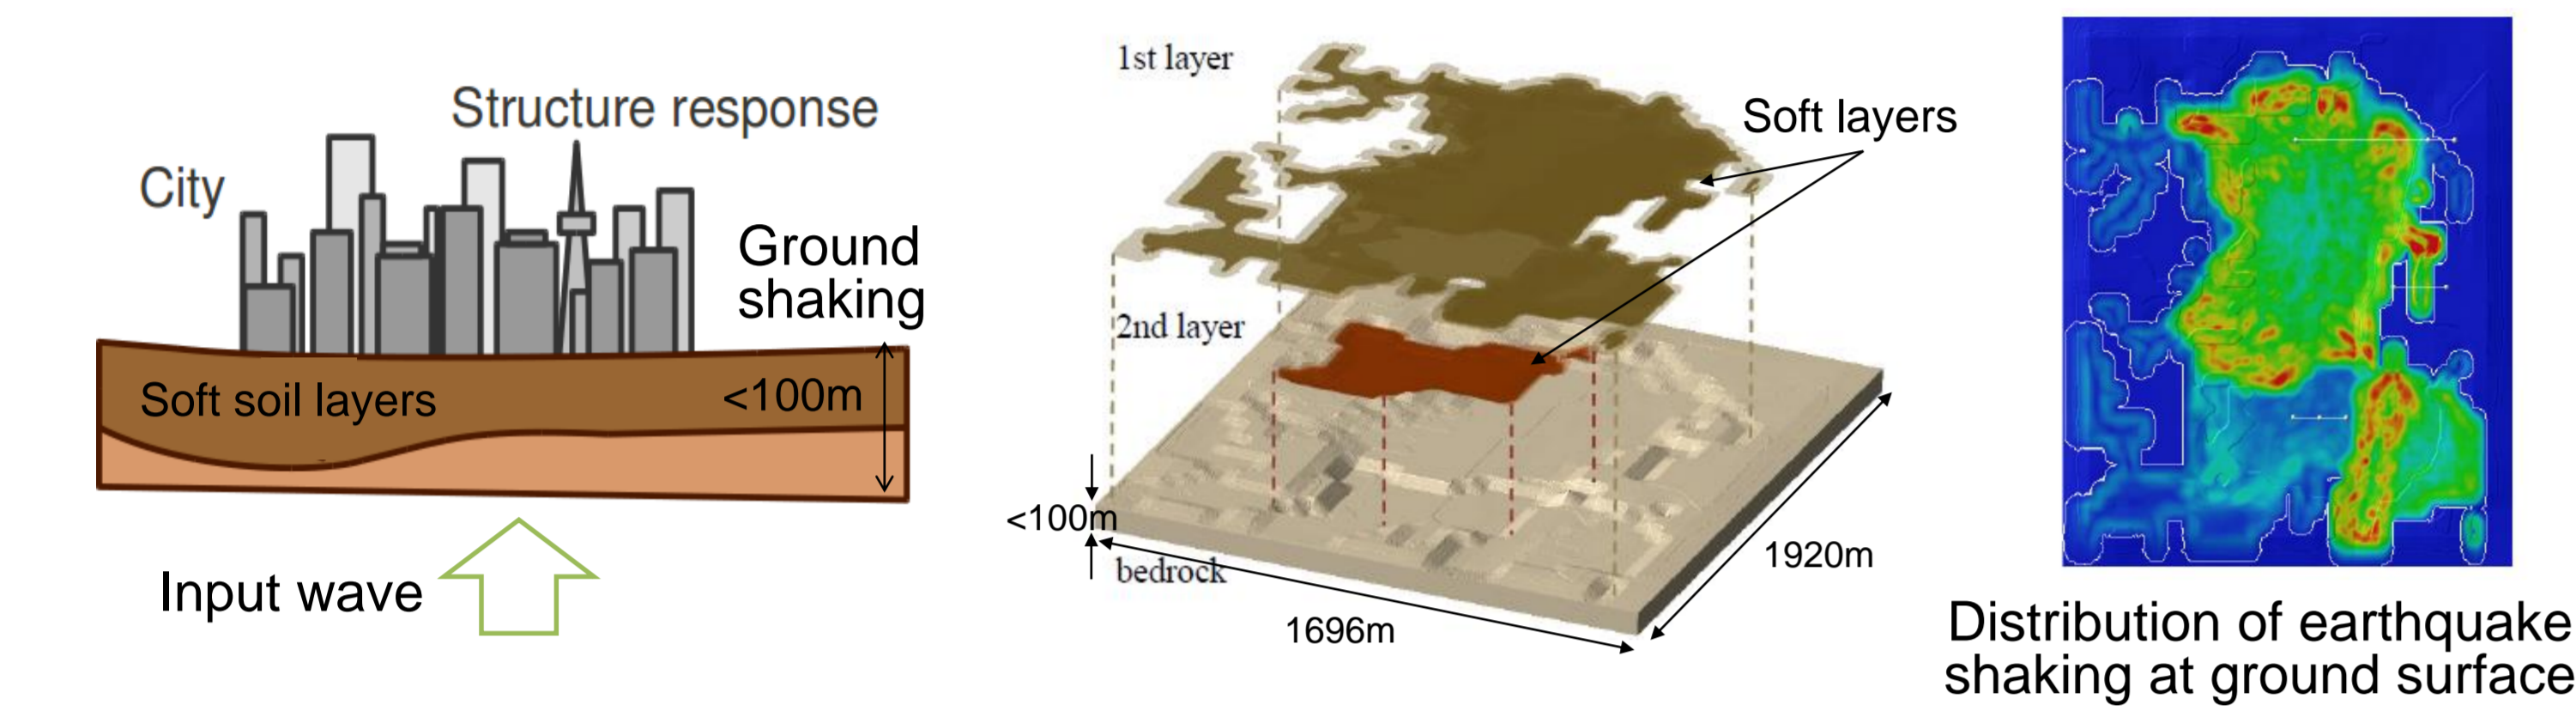 Structure response
City
Ground
shaking
Soft soil layers
<100m
Input wave
1st layer
Soft layers
2nd layer
<100m
bedrock
1696m
1920m
Distribution of earthquake
shaking at ground surface